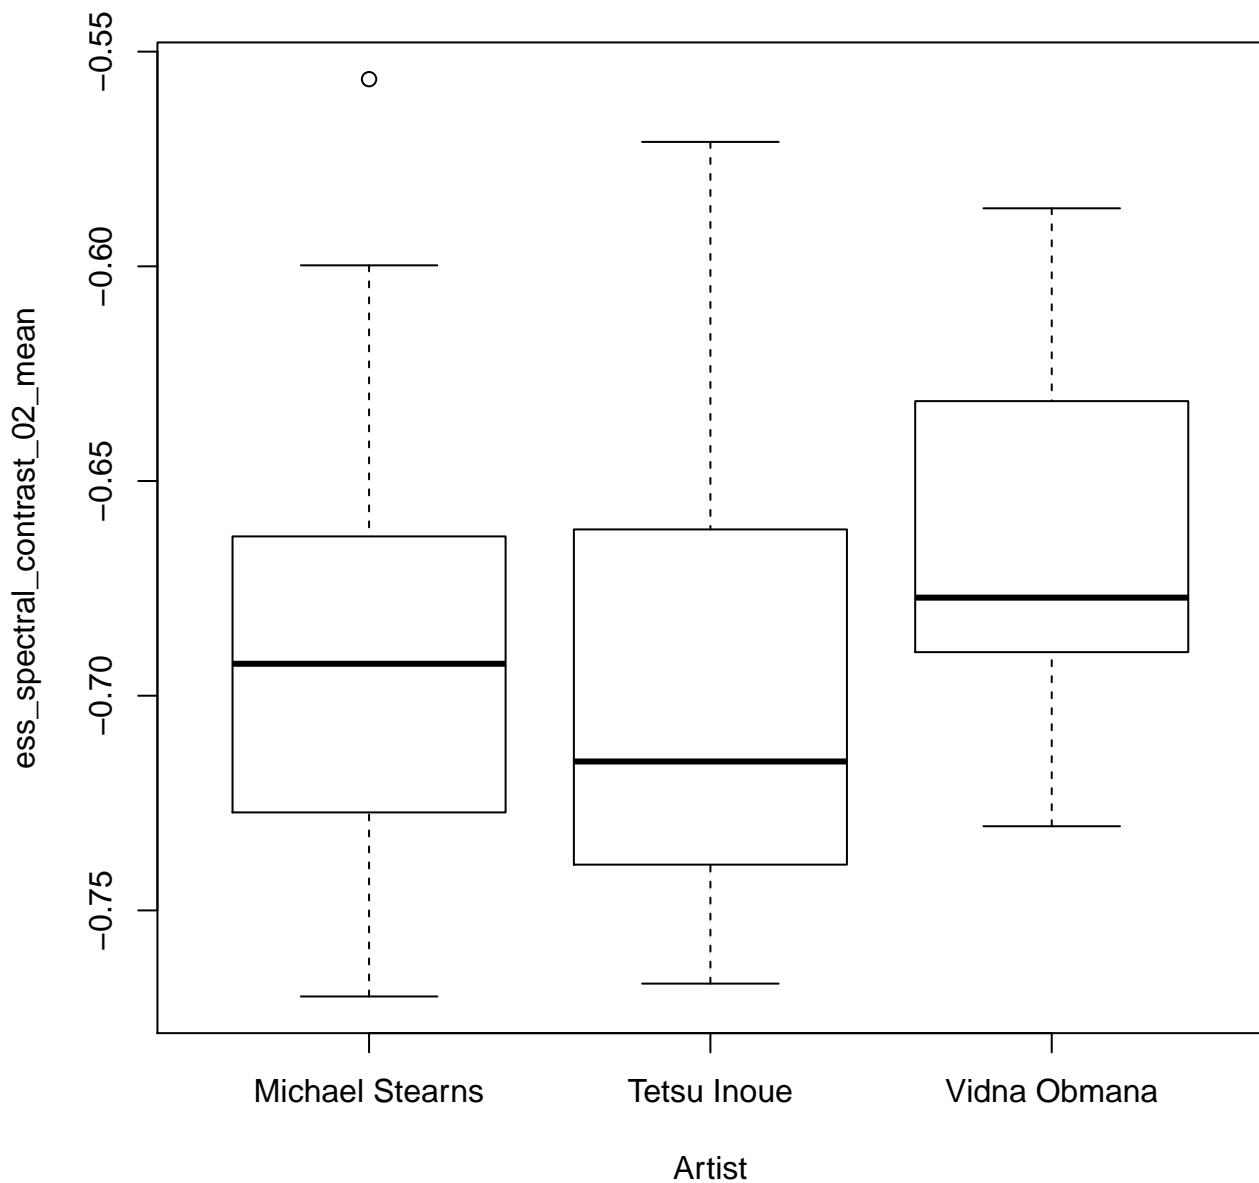 ess_spectral_contrast_02_mean
−0.55
−0.60
−0.65
−0.70
−0.75
Michael Stearns
Tetsu Inoue
Vidna Obmana
Artist